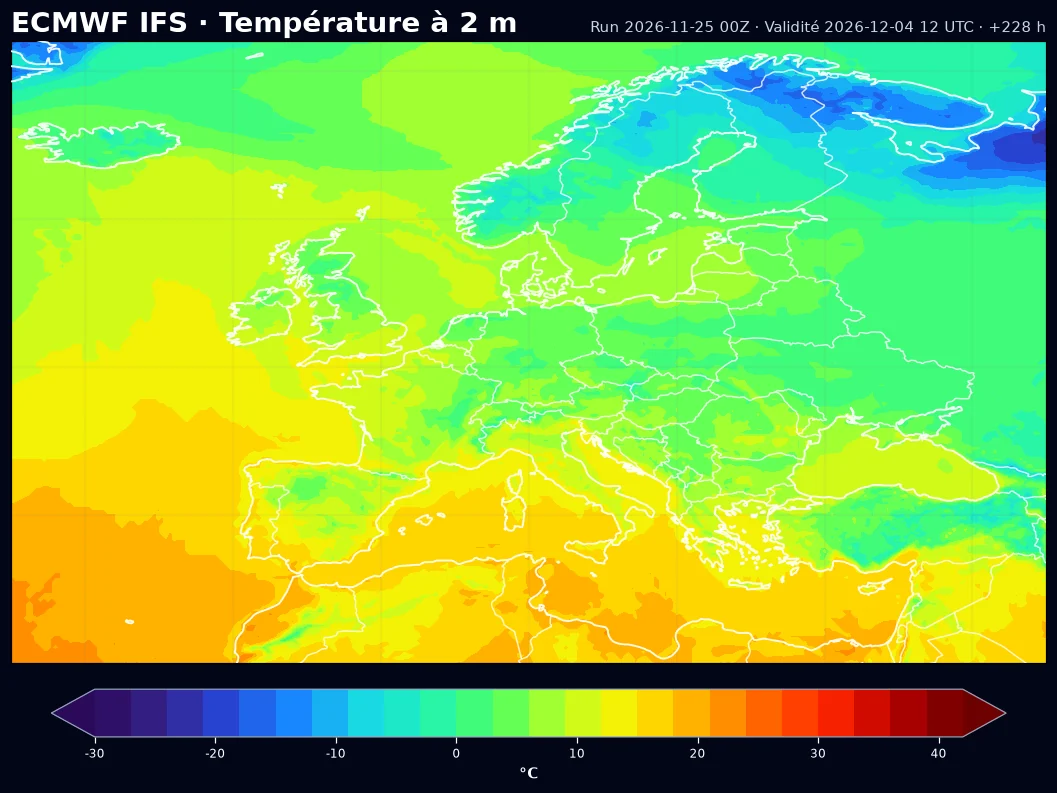 ECMWF IFS · Température à 2 m
Run 2026-11-25 00Z · Validité 2026-12-04 12 UTC · +228 h
-30 -20 -10 0 10 20 30 40
°C